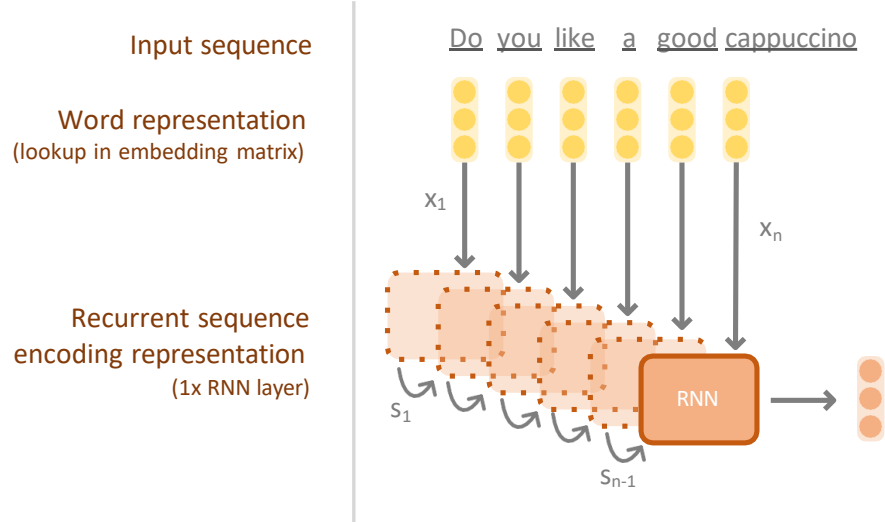 Input sequence
Do you like a good cappuccino
Word representation
(lookup in embedding matrix)
x1
xn
Recurrent sequence
encoding representation
(1x RNN layer)
RNN
s1
sn-1